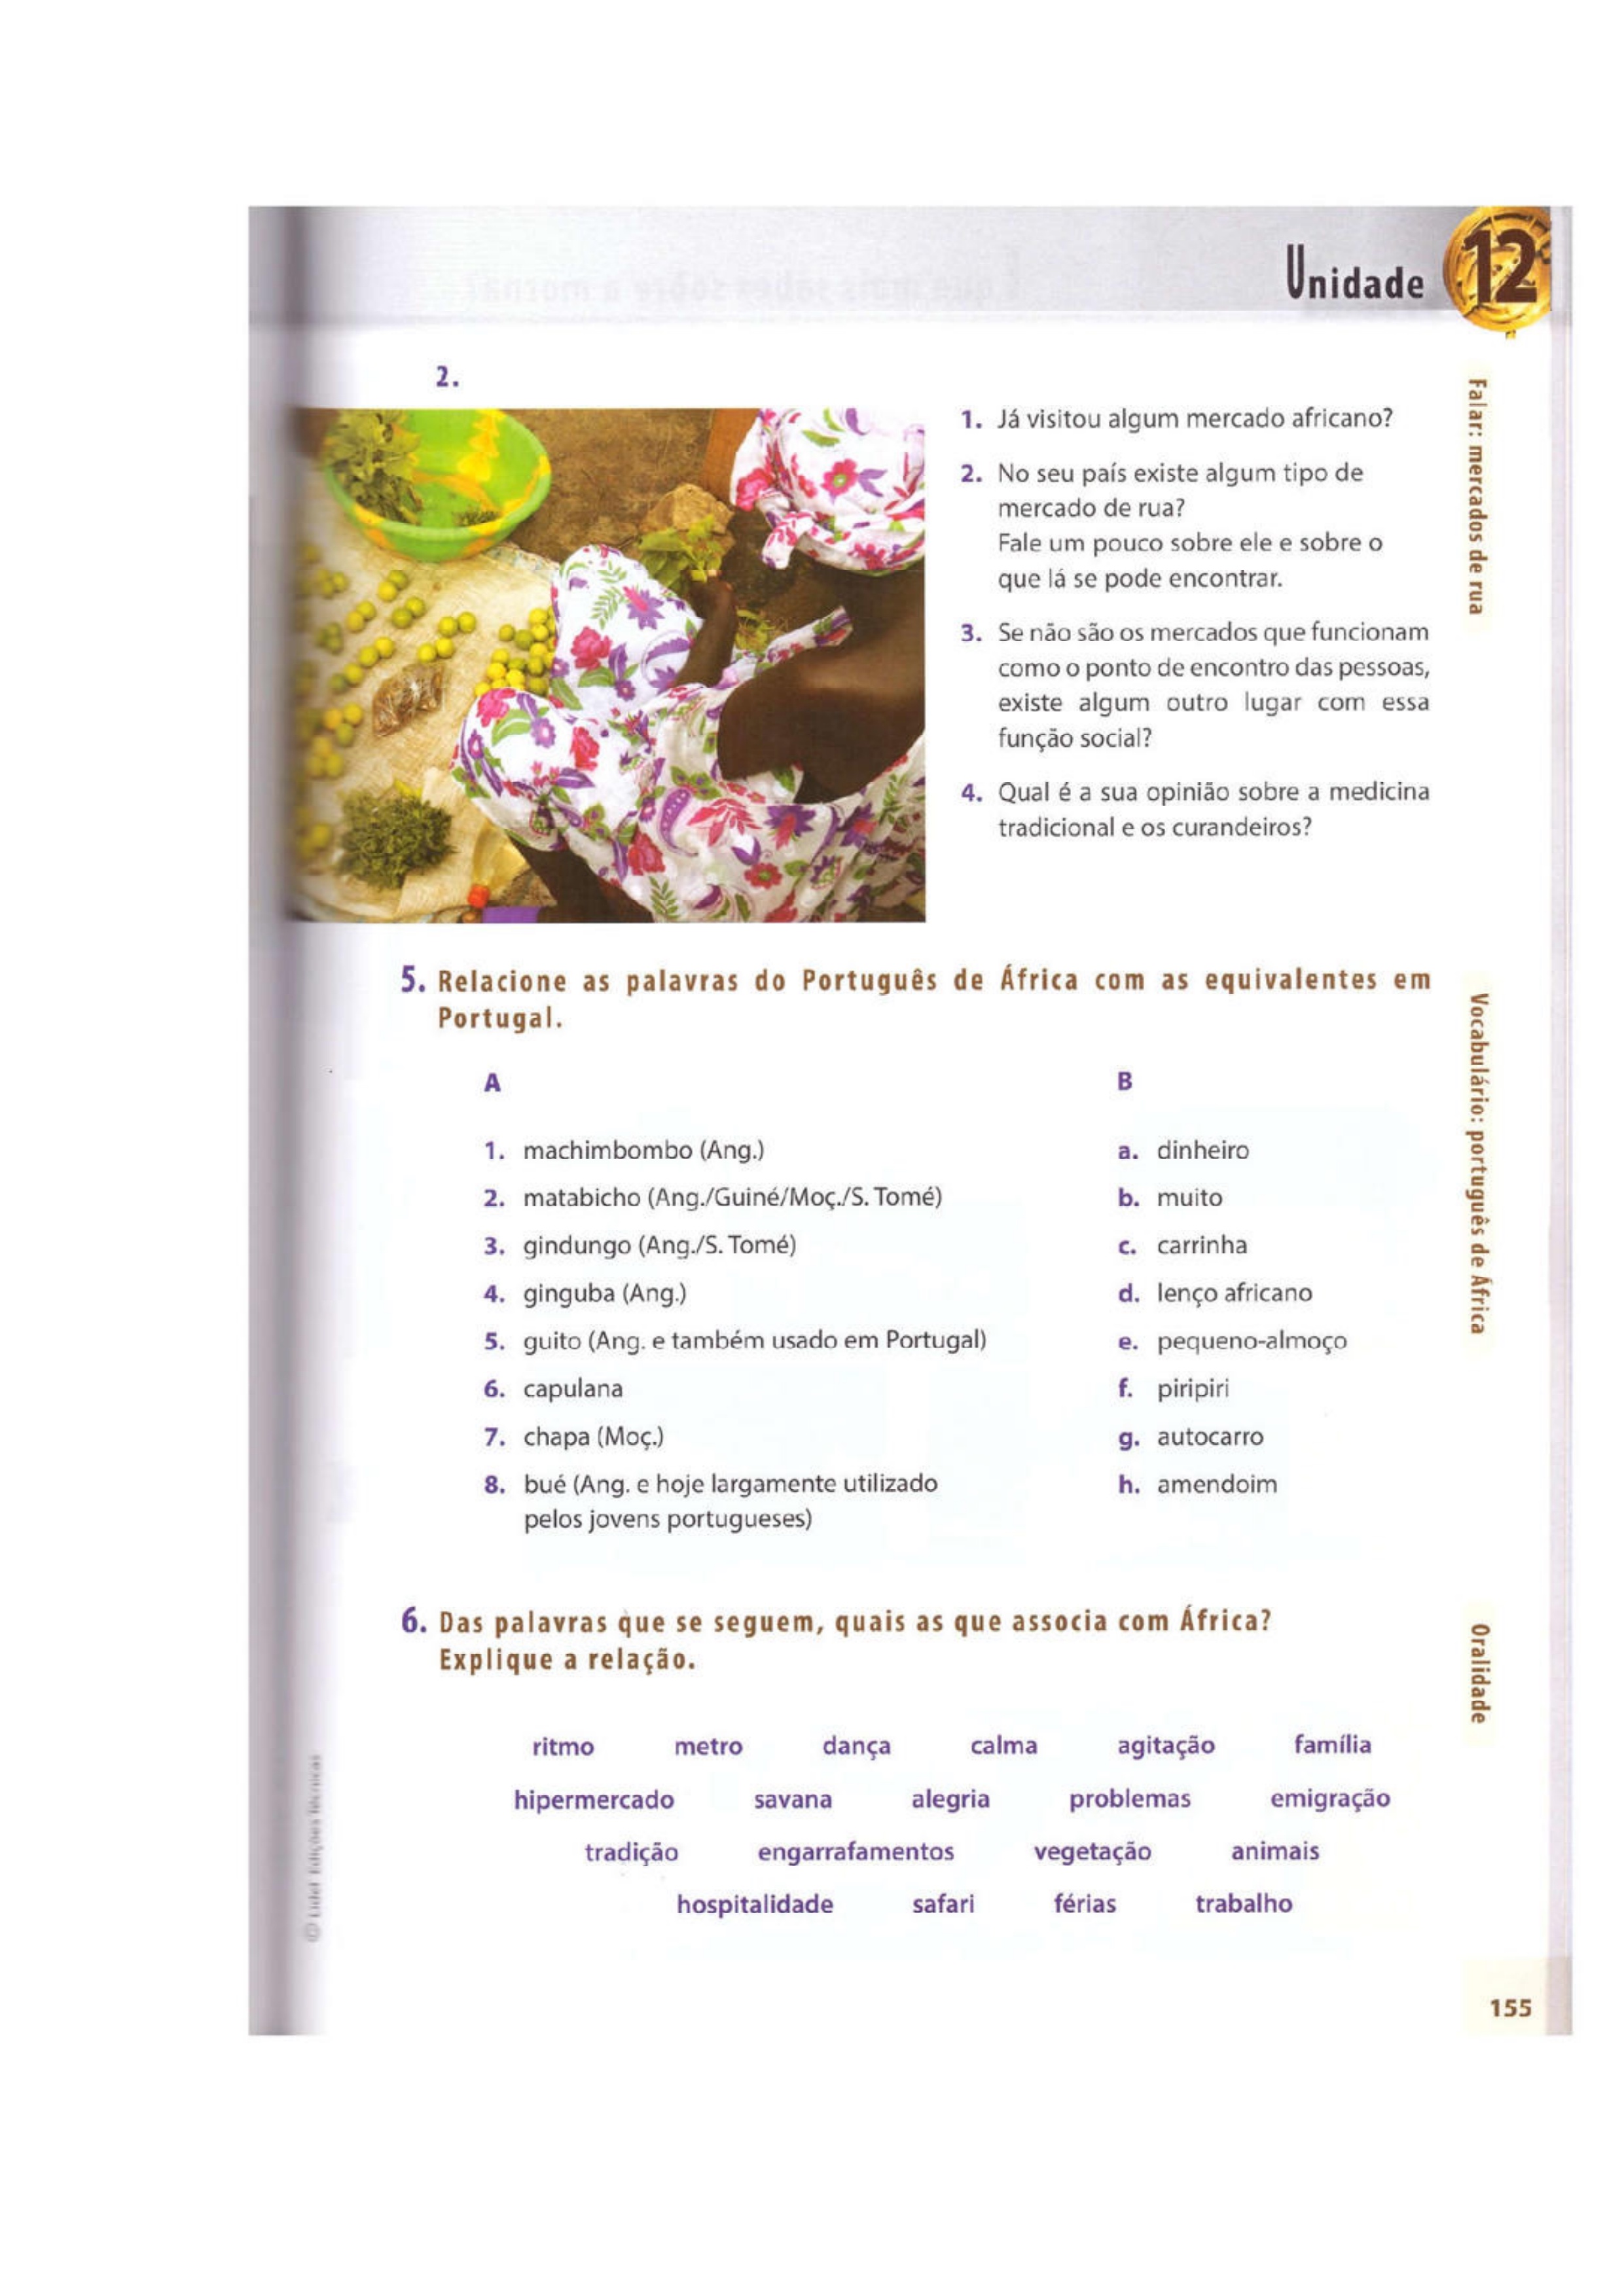 Unidade 12
2.
1. Já visitou algum mercado africano?
2. No seu país existe algum tipo de
mercado de rua?
Fale um pouco sobre ele e sobre o
que lá se pode encontrar.
3. Se não são os mercados que funcionam
como o ponto de encontro das pessoas,
existe algum outro lugar com essa
função social?
4. Qual é a sua opinião sobre a medicina
tradicional e os curandeiros?
Falar: mercados de rua
5. Relacione as palavras do Português de África com as equivalentes em
Portugal.
A
1. machimbombo (Ang.)
2. matabicho (Ang./Guiné/Moç./S. Tomé)
3. gindungo (Ang./S. Tomé)
4. ginguba (Ang.)
5. guito (Ang. e também usado em Portugal)
6. capulana
7. chapa (Moç.)
8. bué (Ang. e hoje largamente utilizado
pelos jovens portugueses)
B
a. dinheiro
b. muito
c. carrinha
d. lenço africano
e. pequeno-almoço
f. piripiri
g. autocarro
h. amendoim
Vocabulário: português de África
6. Das palavras que se seguem, quais as que associa com África?
Explique a relação.
ritmo metro dança calma agitação família
hipermercado savana alegria problemas emigração
tradição engarrafamentos vegetação animais
hospitalidade safari férias trabalho
Oralidade
© Lidel Edições Técnicas
155